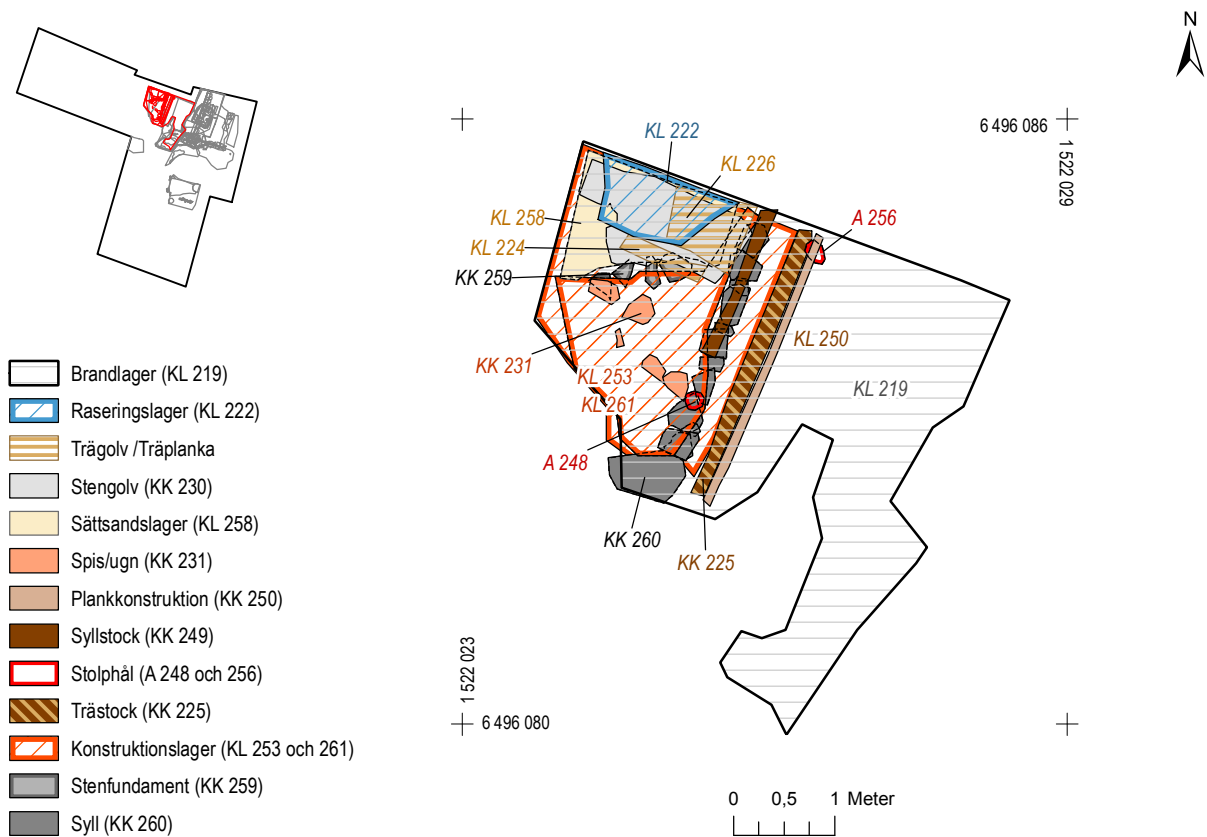 N
6 496 086
1 522 029
KL 222
KL 226
A 256
KL 258
KL 224
KK 259
KK 231
KL 253
KL 261
KL 250
KL 219
A 248
KK 260
KK 225
1 522 023
6 496 080
Brandlager (KL 219)
Raseringslager (KL 222)
Trägolv /Träplanka
Stengolv (KK 230)
Sättsandslager (KL 258)
Spis/ugn (KK 231)
Plankkonstruktion (KK 250)
Syllstock (KK 249)
Stolphål (A 248 och 256)
Trästock (KK 225)
Konstruktionslager (KL 253 och 261)
Stenfundament (KK 259)
Syll (KK 260)
0 0,5 1 Meter